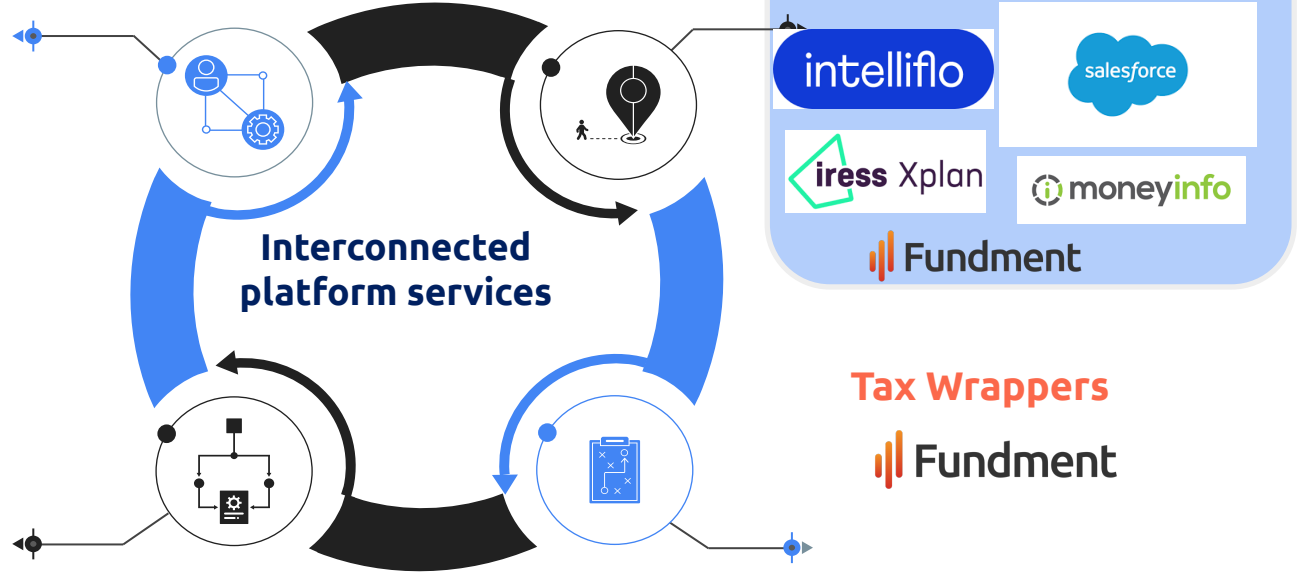 intelliflo
salesforce
iress Xplan
moneyinfo
Fundment
Interconnected
platform services
Tax Wrappers
Fundment